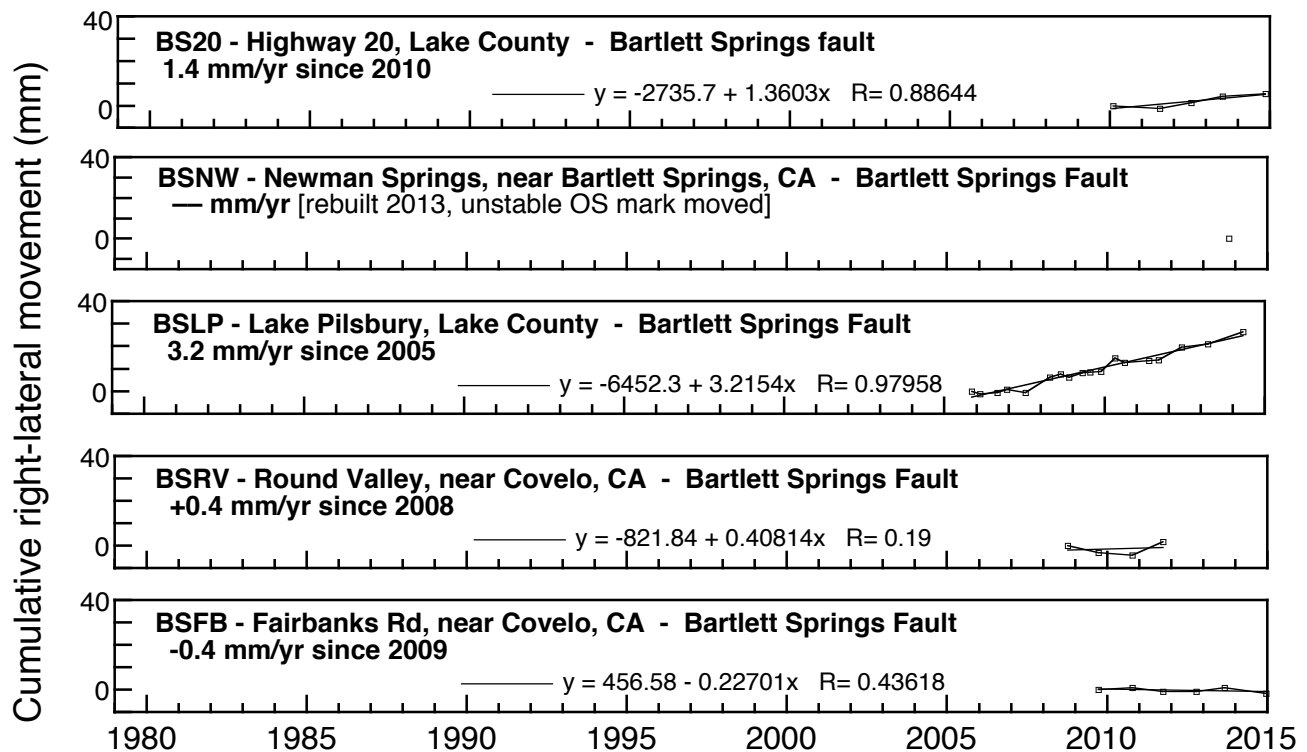 Cumulative right-lateral movement (mm)
40
BS20 - Highway 20, Lake County - Bartlett Springs fault
1.4 mm/yr since 2010
y = -2735.7 + 1.3603x R= 0.88644
0
40
BSNW - Newman Springs, near Bartlett Springs, CA - Bartlett Springs Fault
— mm/yr [rebuilt 2013, unstable OS mark moved]
0
40
BSLP - Lake Pilsbury, Lake County - Bartlett Springs Fault
3.2 mm/yr since 2005
y = -6452.3 + 3.2154x R= 0.97958
0
40
BSRV - Round Valley, near Covelo, CA - Bartlett Springs Fault
+0.4 mm/yr since 2008
y = -821.84 + 0.40814x R= 0.19
0
40
BSFB - Fairbanks Rd, near Covelo, CA - Bartlett Springs Fault
-0.4 mm/yr since 2009
y = 456.58 - 0.22701x R= 0.43618
0
1980 1985 1990 1995 2000 2005 2010 2015